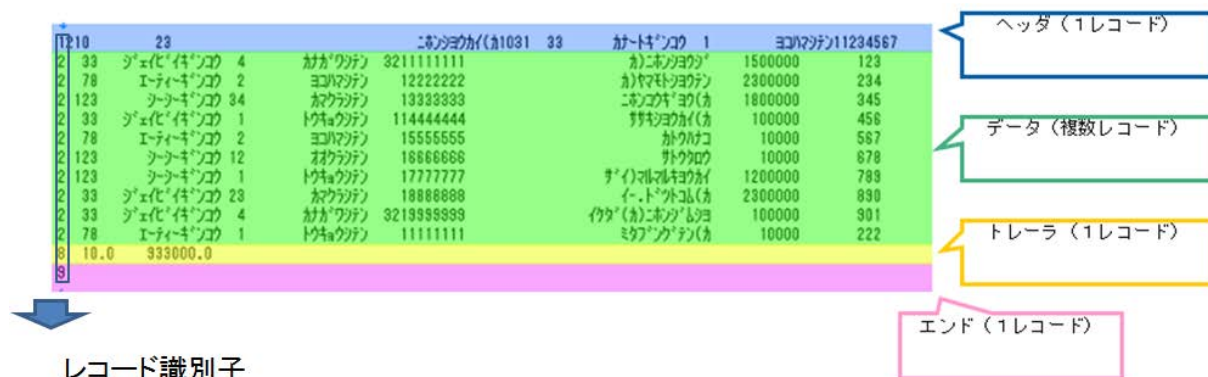 1210 23 ﾆﾎﾝｼﾖｳｶｲ(ｶ1031 33 ｶﾅｰﾄｷﾞﾝｺｳ 1 ﾖｺﾊﾏｼﾃﾝ11234567
2 33 ｼﾞｪｲﾋﾞｲｷﾞﾝｺｳ 4 ｶﾅｶﾞﾜｼﾃﾝ 3211111111 ｶ)ﾆﾎﾝｼﾖｳｼﾞ 1500000 123
2 78 ｴｰﾃｨｰｷﾞﾝｺｳ 2 ﾖｺﾊﾏｼﾃﾝ 12222222 ｶ)ﾔﾏﾓﾄｼﾖｳﾃﾝ 2300000 234
2 123 ｼｰｼｰｷﾞﾝｺｳ 34 ｶﾏｸﾗｼﾃﾝ 13333333 ﾆﾎﾝｺｳｷﾞﾖｳ(ｶ 1800000 345
2 33 ｼﾞｪｲﾋﾞｲｷﾞﾝｺｳ 1 ﾄｳｷｮｳｼﾃﾝ 114444444 ｻｻｷｼﾖｳｶｲ(ｶ 100000 456
2 78 ｴｰﾃｨｰｷﾞﾝｺｳ 2 ﾖｺﾊﾏｼﾃﾝ 15555555 ｶﾄｳﾊﾅｺ 10000 567
2 123 ｼｰｼｰｷﾞﾝｺｳ 12 ｵｵｸﾗｼﾃﾝ 16666666 ｻﾄｳﾀﾛｳ 10000 678
2 123 ｼｰｼｰｷﾞﾝｺｳ 1 ﾄｳｷｮｳｼﾃﾝ 17777777 ｻﾞｲ)ﾏﾙﾏﾙｷﾖｳｶｲ 1200000 789
2 33 ｼﾞｪｲﾋﾞｲｷﾞﾝｺｳ 23 ｶﾏｸﾗｼﾃﾝ 18888888 ｲｰ.ﾄﾞﾂﾄｺﾑ(ｶ 2300000 890
2 33 ｼﾞｪｲﾋﾞｲｷﾞﾝｺｳ 4 ｶﾅｶﾞﾜｼﾃﾝ 3219999999 ｲｹﾀﾞ(ｶ)ﾆﾎﾝｼﾞﾑｼﾖ 100000 901
2 78 ｴｰﾃｨｰｷﾞﾝｺｳ 1 ﾄｳｷｮｳｼﾃﾝ 11111111 ﾐﾀﾌﾞﾝｸﾞﾃﾝ(ｶ 10000 222
8 10.0 933000.0
9
ヘッダ（１レコード）
データ（複数レコード）
トレーラ（１レコード）
エンド（１レコード）
レコード識別子